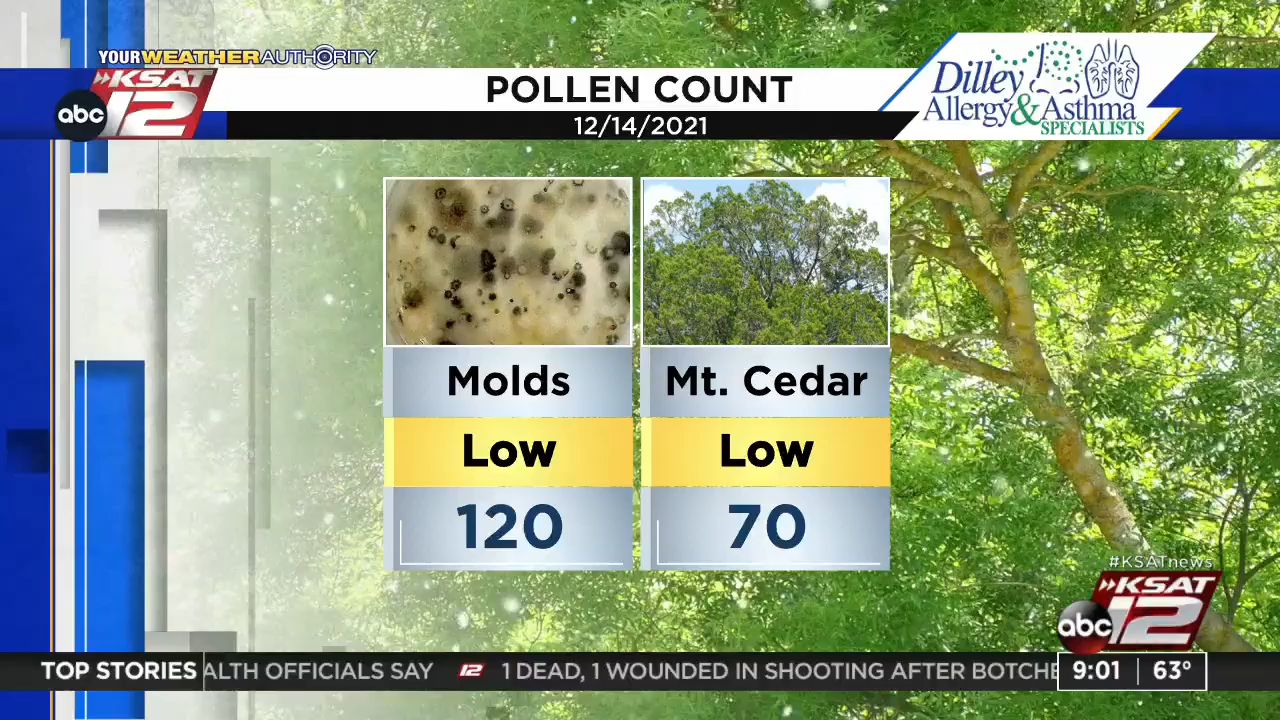 YOURWEATHERAUTHORITY
KSAT
abc 12
POLLEN COUNT
12/14/2021
Dilley
Allergy&Asthma
SPECIALISTS
Molds
Mt. Cedar
Low
Low
120
70
#KSATnews
KSAT
abc 12
TOP STORIES ALTH OFFICIALS SAY 12 1 DEAD, 1 WOUNDED IN SHOOTING AFTER BOTCHE 9:01 63°